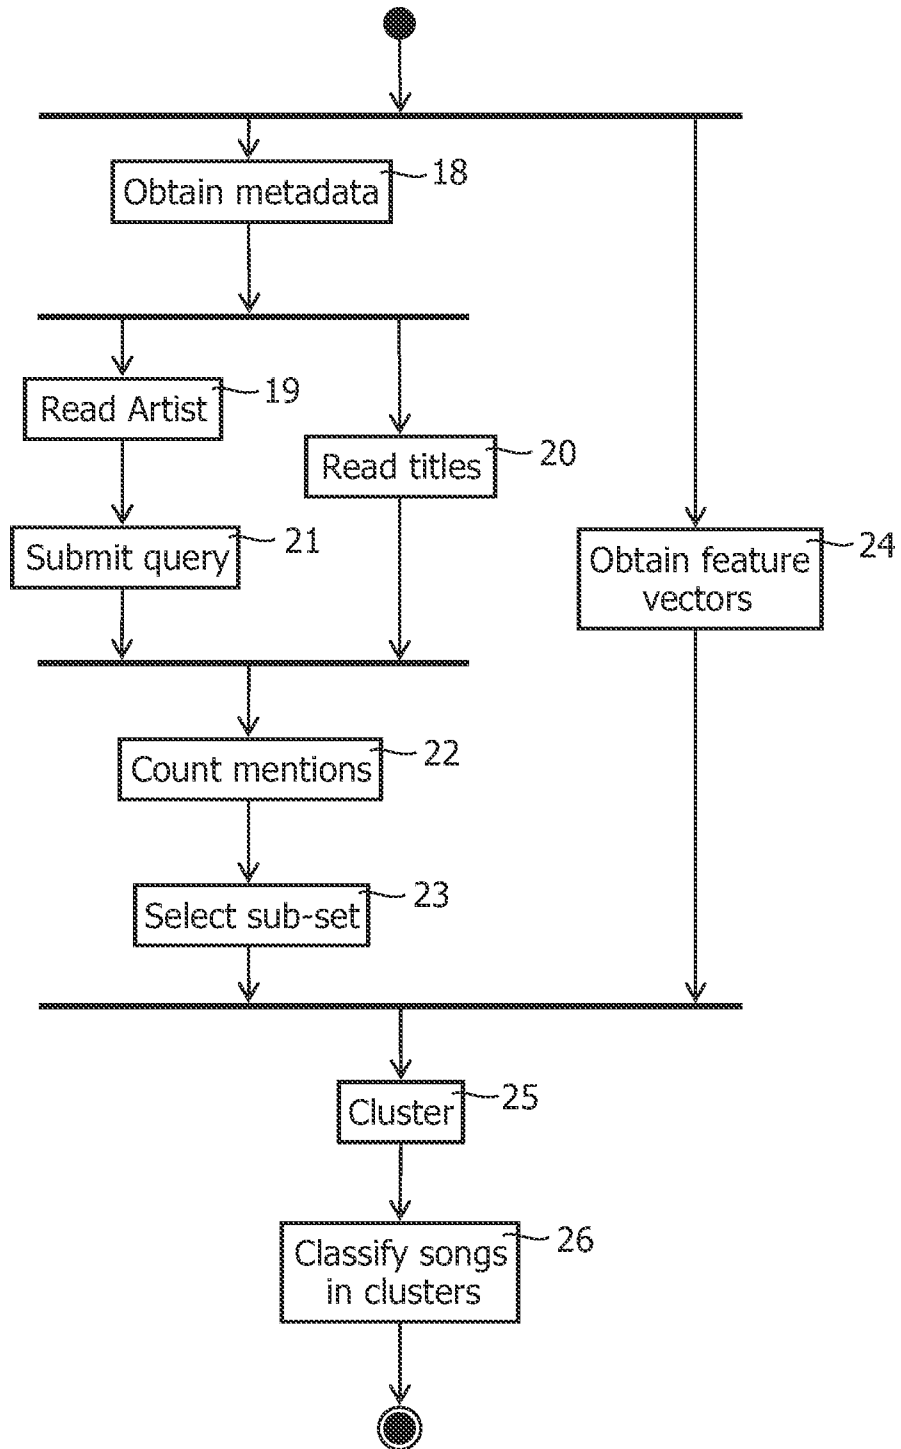 Obtain metadata
18
Read Artist
19
Read titles
20
Submit query
21
Obtain feature
vectors
24
Count mentions
22
Select sub-set
23
Cluster
25
Classify songs
in clusters
26